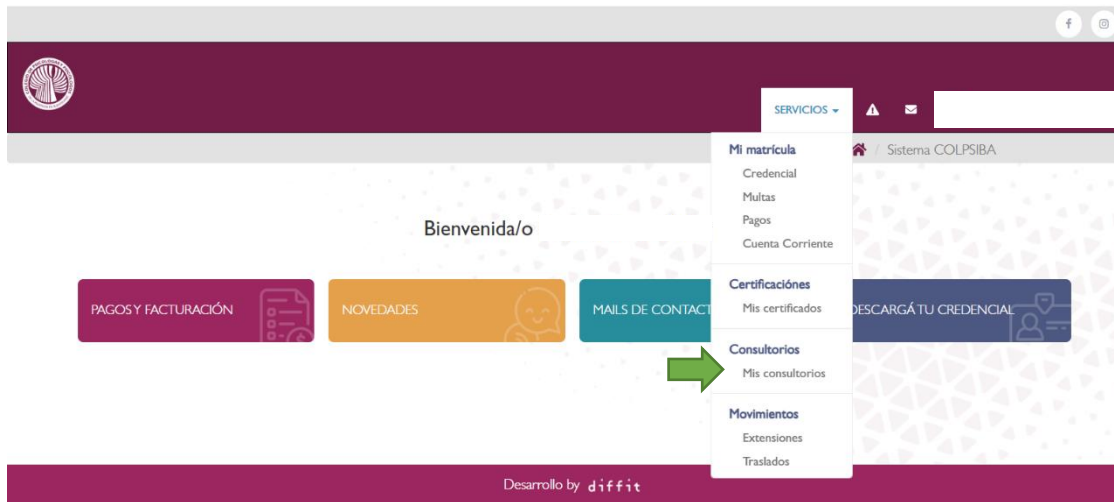 SERVICIOS
Sistema COLPSIBA
Mi matrícula
Credencial
Multas
Pagos
Cuenta Corriente
Certificaciónes
Mis certificados
Consultorios
Mis consultorios
Movimientos
Extensiones
Traslados
Bienvenida/o
PAGOS Y FACTURACIÓN
NOVEDADES
MAILS DE CONTACT
DESCARGÁ TU CREDENCIAL
Desarrollo by diffit